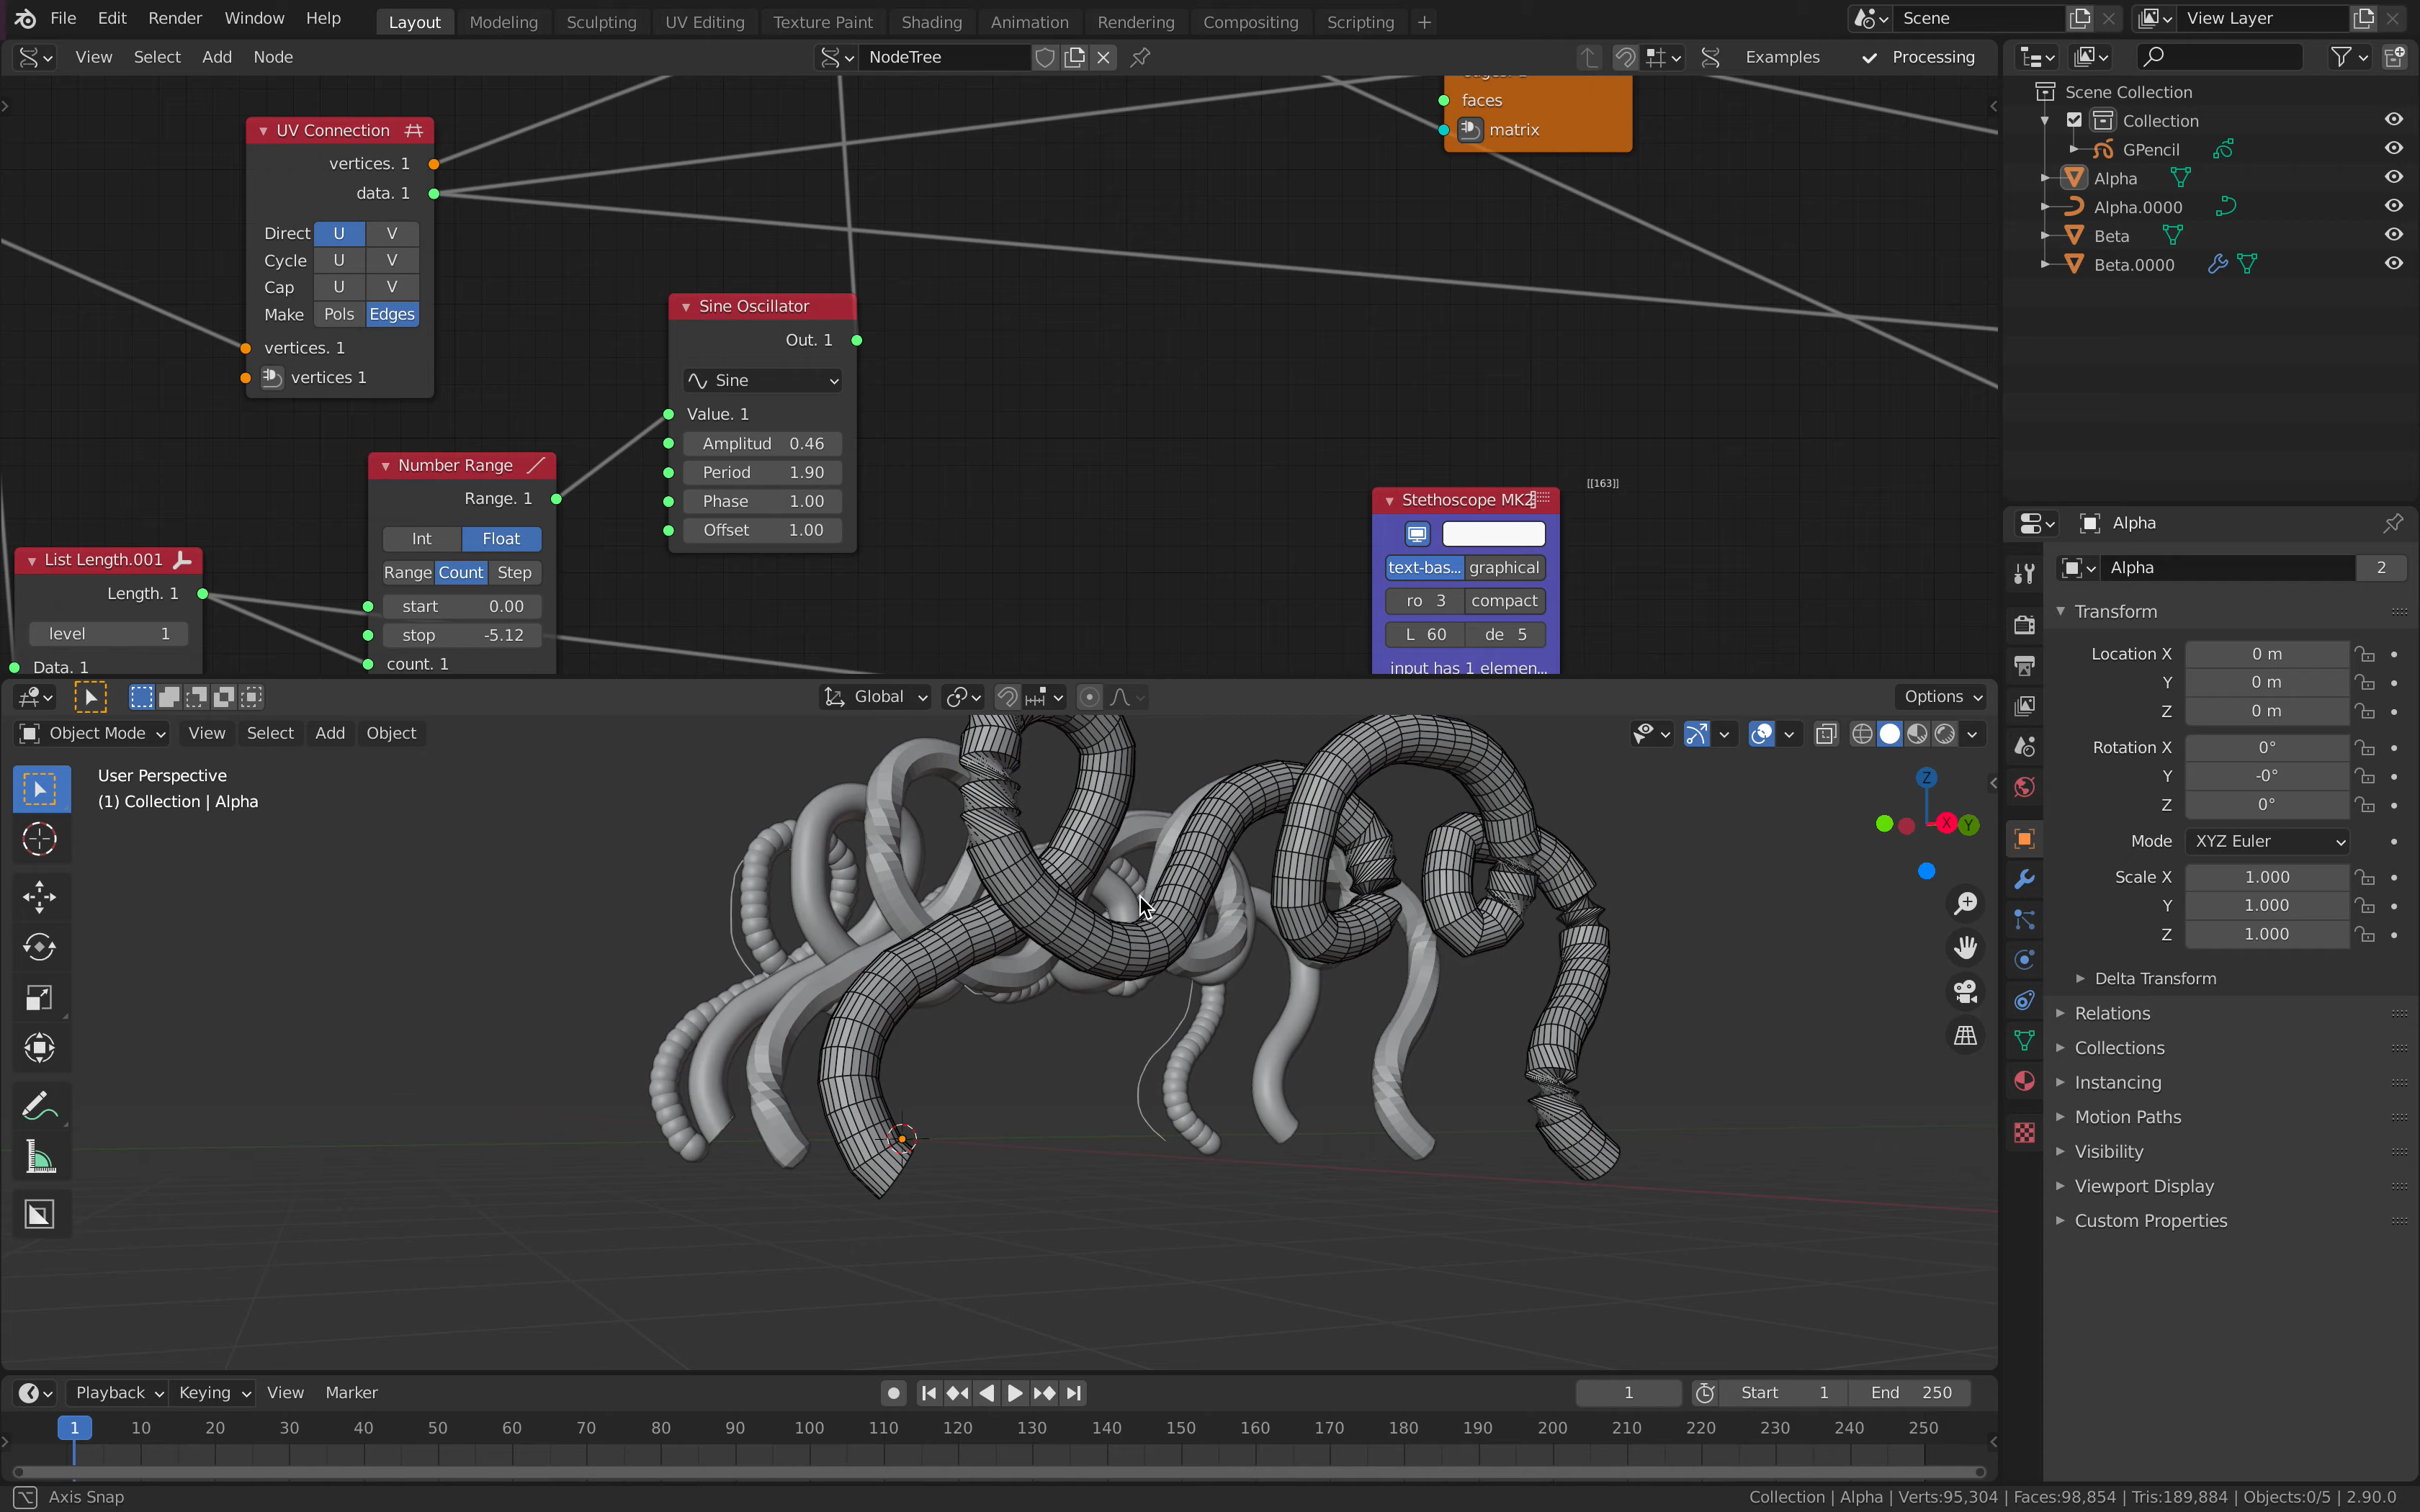 File Edit Render Window Help Layout Modeling Sculpting UV Editing Texture Paint Shading Animation Rendering Compositing Scripting + Scene View Layer
View Select Add Node NodeTree Examples Processing
UV Connection
vertices. 1
data. 1
Direct U V
Cycle U V
Cap U V
Make Pols Edges
vertices. 1
vertices 1
Sine Oscillator
Out. 1
Sine
Value. 1
Amplitud 0.46
Period 1.90
Phase 1.00
Offset 1.00
Number Range
Range. 1
Int Float
Range Count Step
start 0.00
stop -5.12
count. 1
List Length.001
Length. 1
level 1
Data. 1
faces
matrix
[[163]]
Stethoscope MK2
text-bas... graphical
ro 3 compact
L 60 de 5
input has 1 elemen...
Global Options
Object Mode View Select Add Object
User Perspective
(1) Collection | Alpha
Z
X Y
Playback Keying View Marker 1 Start 1 End 250
1 10 20 30 40 50 60 70 80 90 100 110 120 130 140 150 160 170 180 190 200 210 220 230 240 250
Scene Collection
Collection
GPencil
Alpha
Alpha.0000
Beta
Beta.0000
Alpha
Alpha 2
Transform
Location X 0 m
Y 0 m
Z 0 m
Rotation X 0°
Y -0°
Z 0°
Mode XYZ Euler
Scale X 1.000
Y 1.000
Z 1.000
Delta Transform
Relations
Collections
Instancing
Motion Paths
Visibility
Viewport Display
Custom Properties
Axis Snap Collection | Alpha | Verts:95,304 | Faces:98,854 | Tris:189,884 | Objects:0/5 | 2.90.0